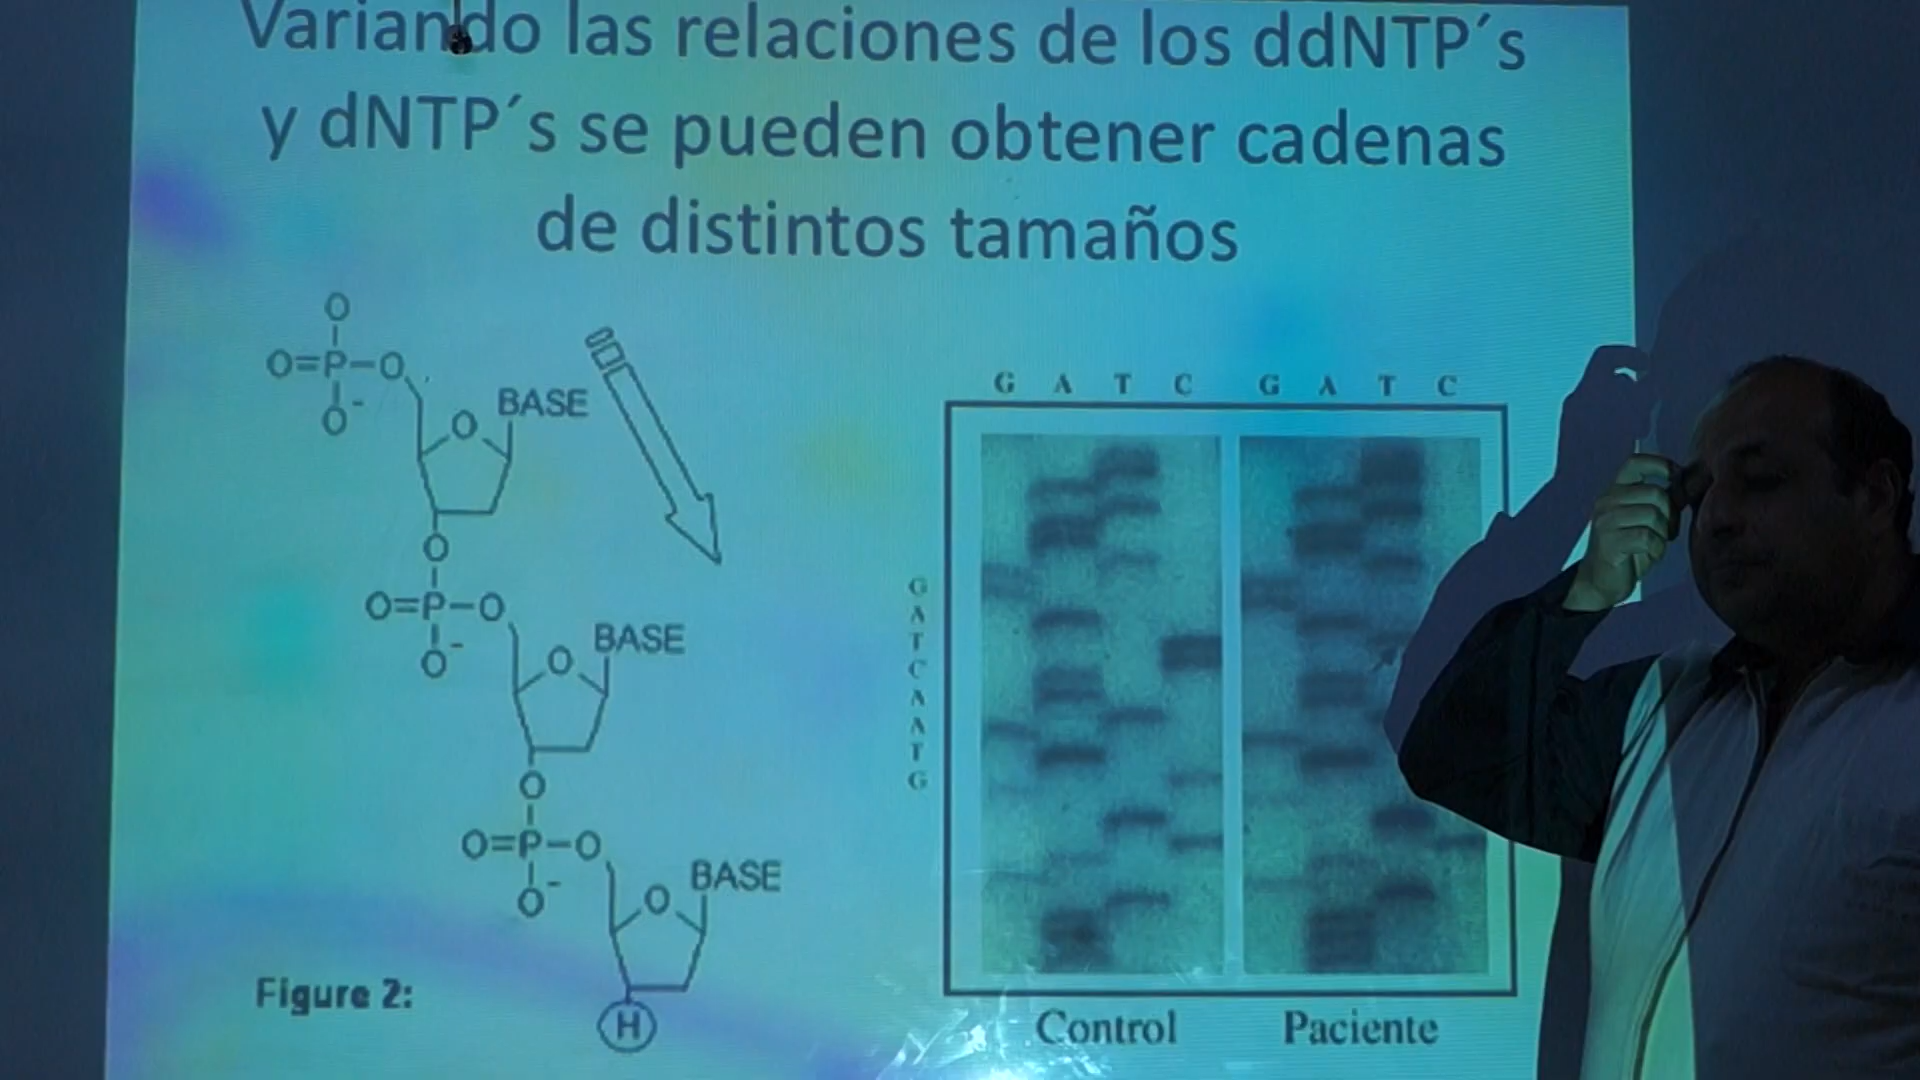 Variando las relaciones de los ddNTP´s
y dNTP´s se pueden obtener cadenas
de distintos tamaños
O
O=P-O
O-
O
BASE
O
O=P-O
O-
O
BASE
O
O=P-O
O-
O
BASE
H
Figure 2:
G A T C G A T C
G
A
T
C
A
A
T
G
Control Paciente